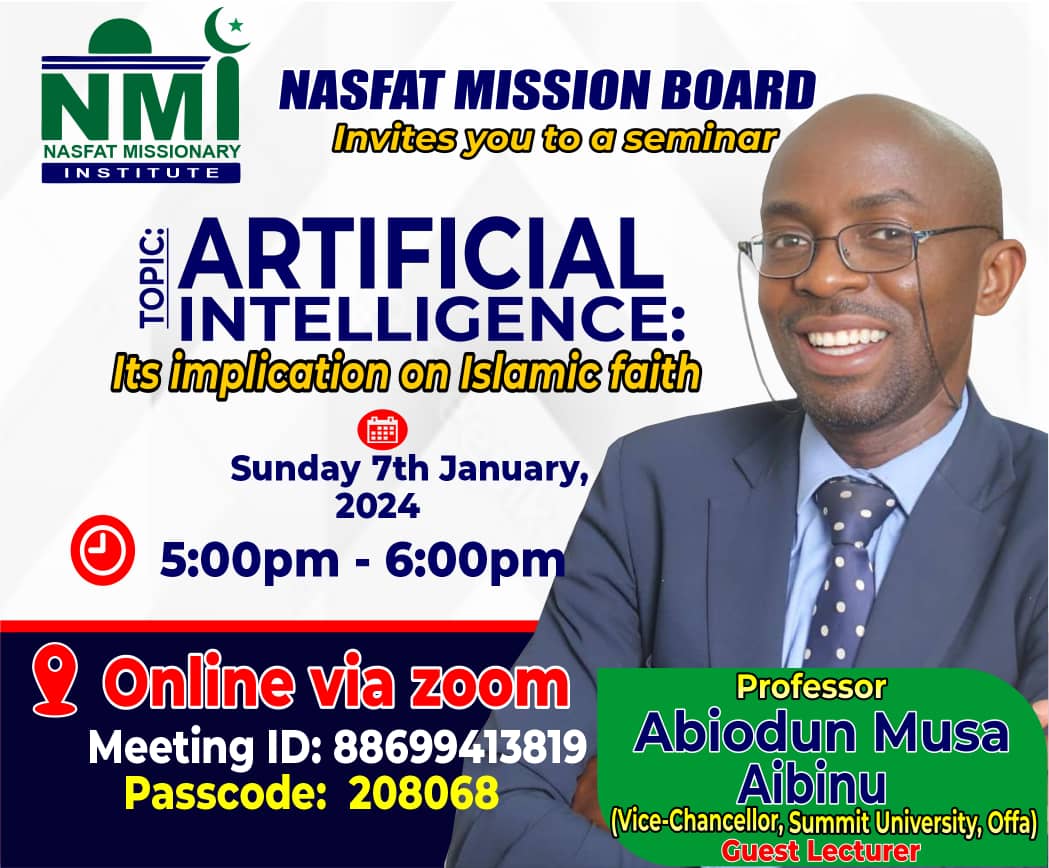 NMI
NASFAT MISSIONARY
INSTITUTE
NASFAT MISSION BOARD
Invites you to a seminar
TOPIC:
ARTIFICIAL
INTELLIGENCE:
Its implication on Islamic faith
Sunday 7th January,
2024
5:00pm - 6:00pm
Online via zoom
Meeting ID: 88699413819
Passcode: 208068
Professor
Abiodun Musa
Aibinu
(Vice-Chancellor, Summit University, Offa)
Guest Lecturer